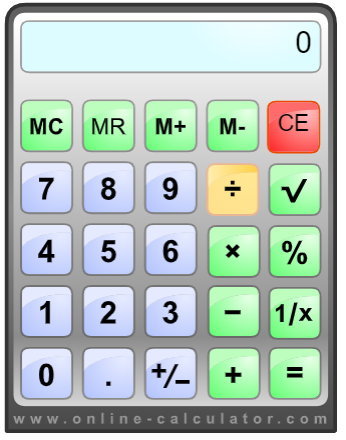 0
MC MR M+ M- CE
7 8 9 ÷ √
4 5 6 × %
1 2 3 − 1/x
0 . +/− + =
www.online-calculator.com